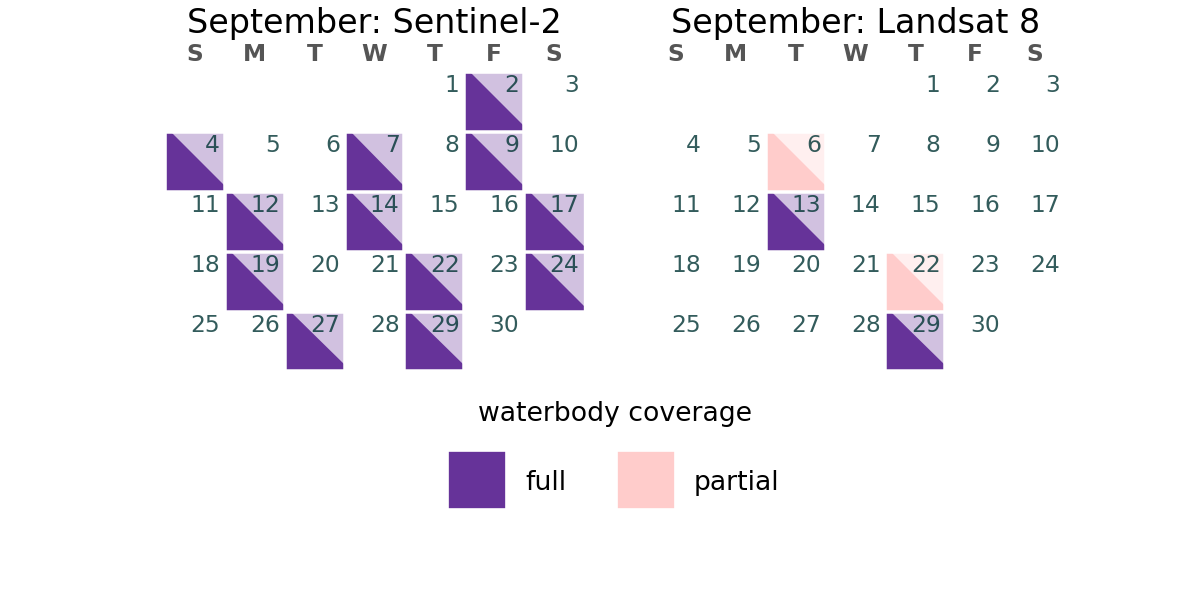 September: Sentinel-2
S M T W T F S
1 2 3
4 5 6 7 8 9 10
11 12 13 14 15 16 17
18 19 20 21 22 23 24
25 26 27 28 29 30
September: Landsat 8
S M T W T F S
1 2 3
4 5 6 7 8 9 10
11 12 13 14 15 16 17
18 19 20 21 22 23 24
25 26 27 28 29 30
waterbody coverage
full partial